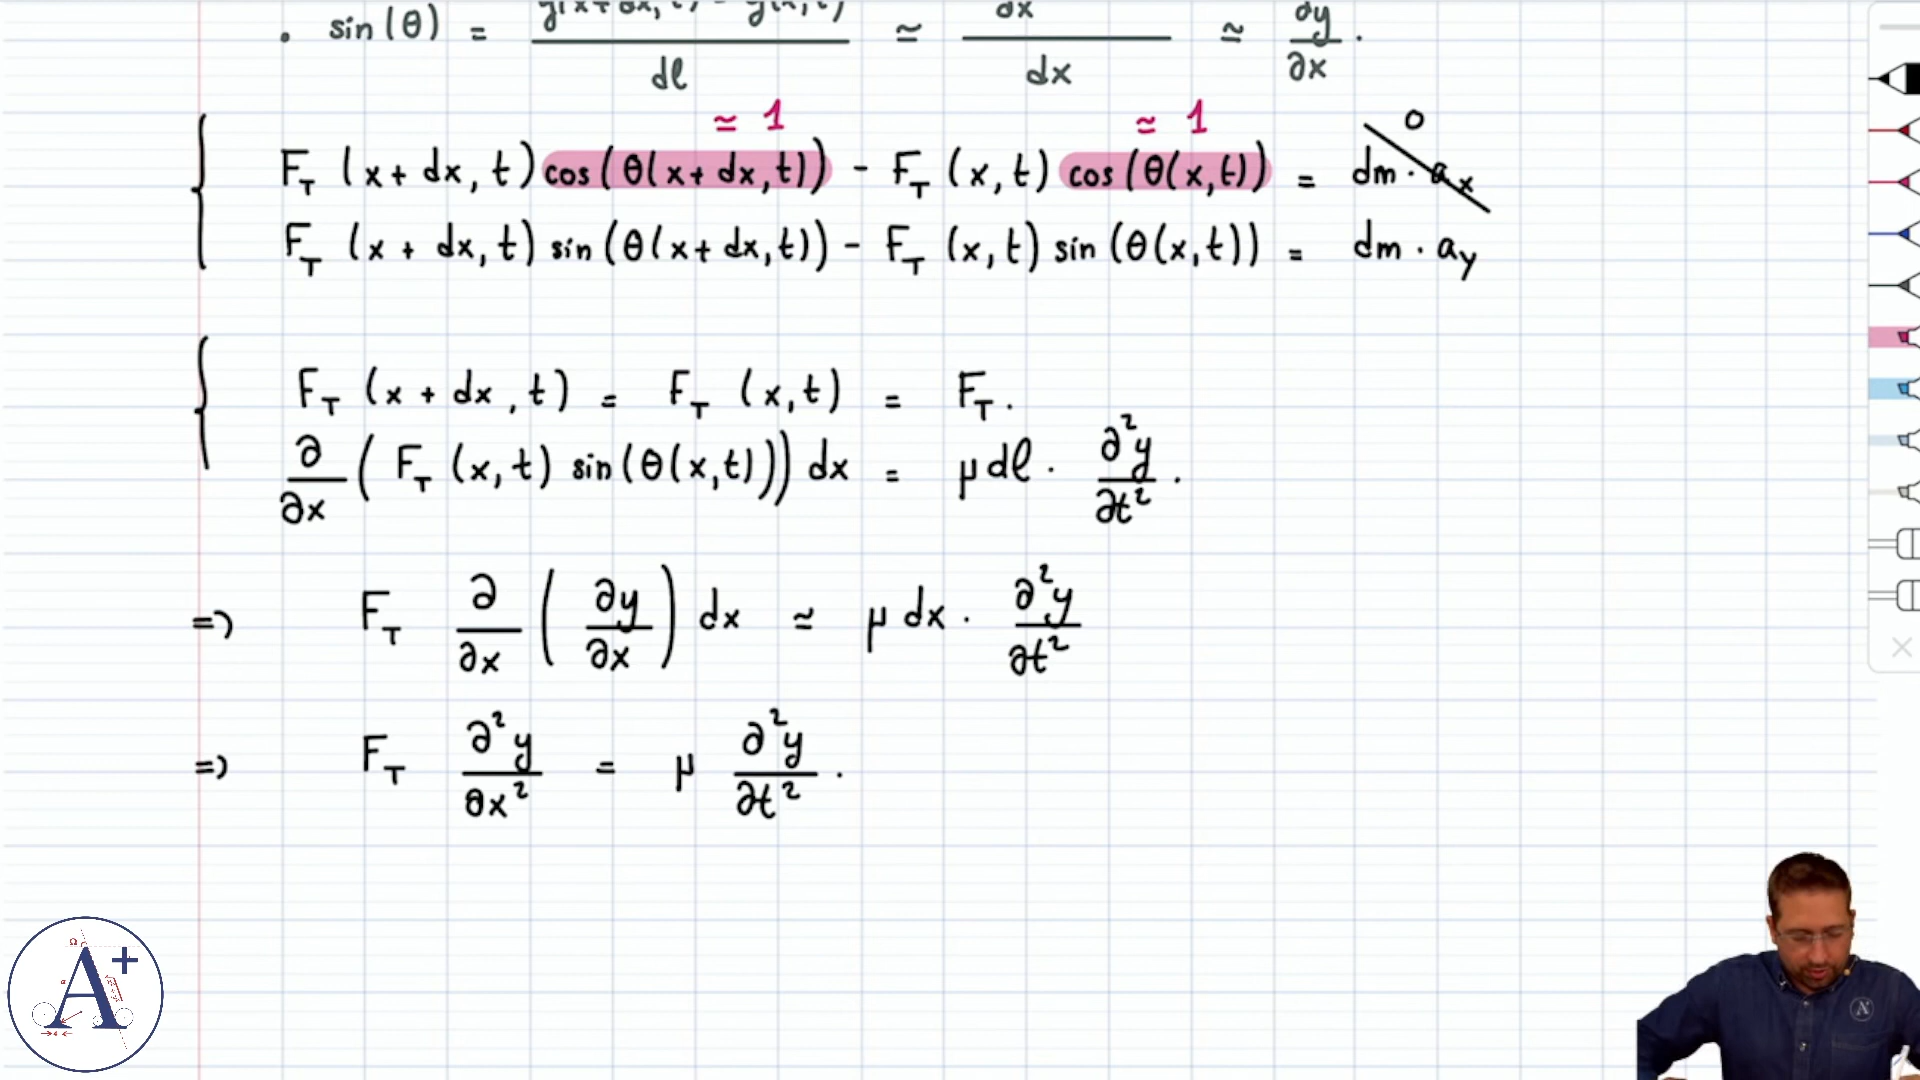 . sin(θ) = y(x+dx, t) - y(x, t) / dl ≃ ∂x / dx ≃ ∂y / ∂x .
≃ 1 ≃ 1 0
F_T (x + dx, t) cos(θ(x + dx, t)) - F_T (x, t) cos(θ(x, t)) = dm · a_x
F_T (x + dx, t) sin(θ(x + dx, t)) - F_T (x, t) sin(θ(x, t)) = dm · a_y
F_T (x + dx, t) = F_T (x, t) = F_T .
∂/∂x ( F_T (x, t) sin(θ(x, t)) ) dx = μ dl · ∂²y/∂t² .
=> F_T ∂/∂x ( ∂y/∂x ) dx ≃ μ dx · ∂²y/∂t²
=> F_T ∂²y/∂x² = μ ∂²y/∂t² .
A+